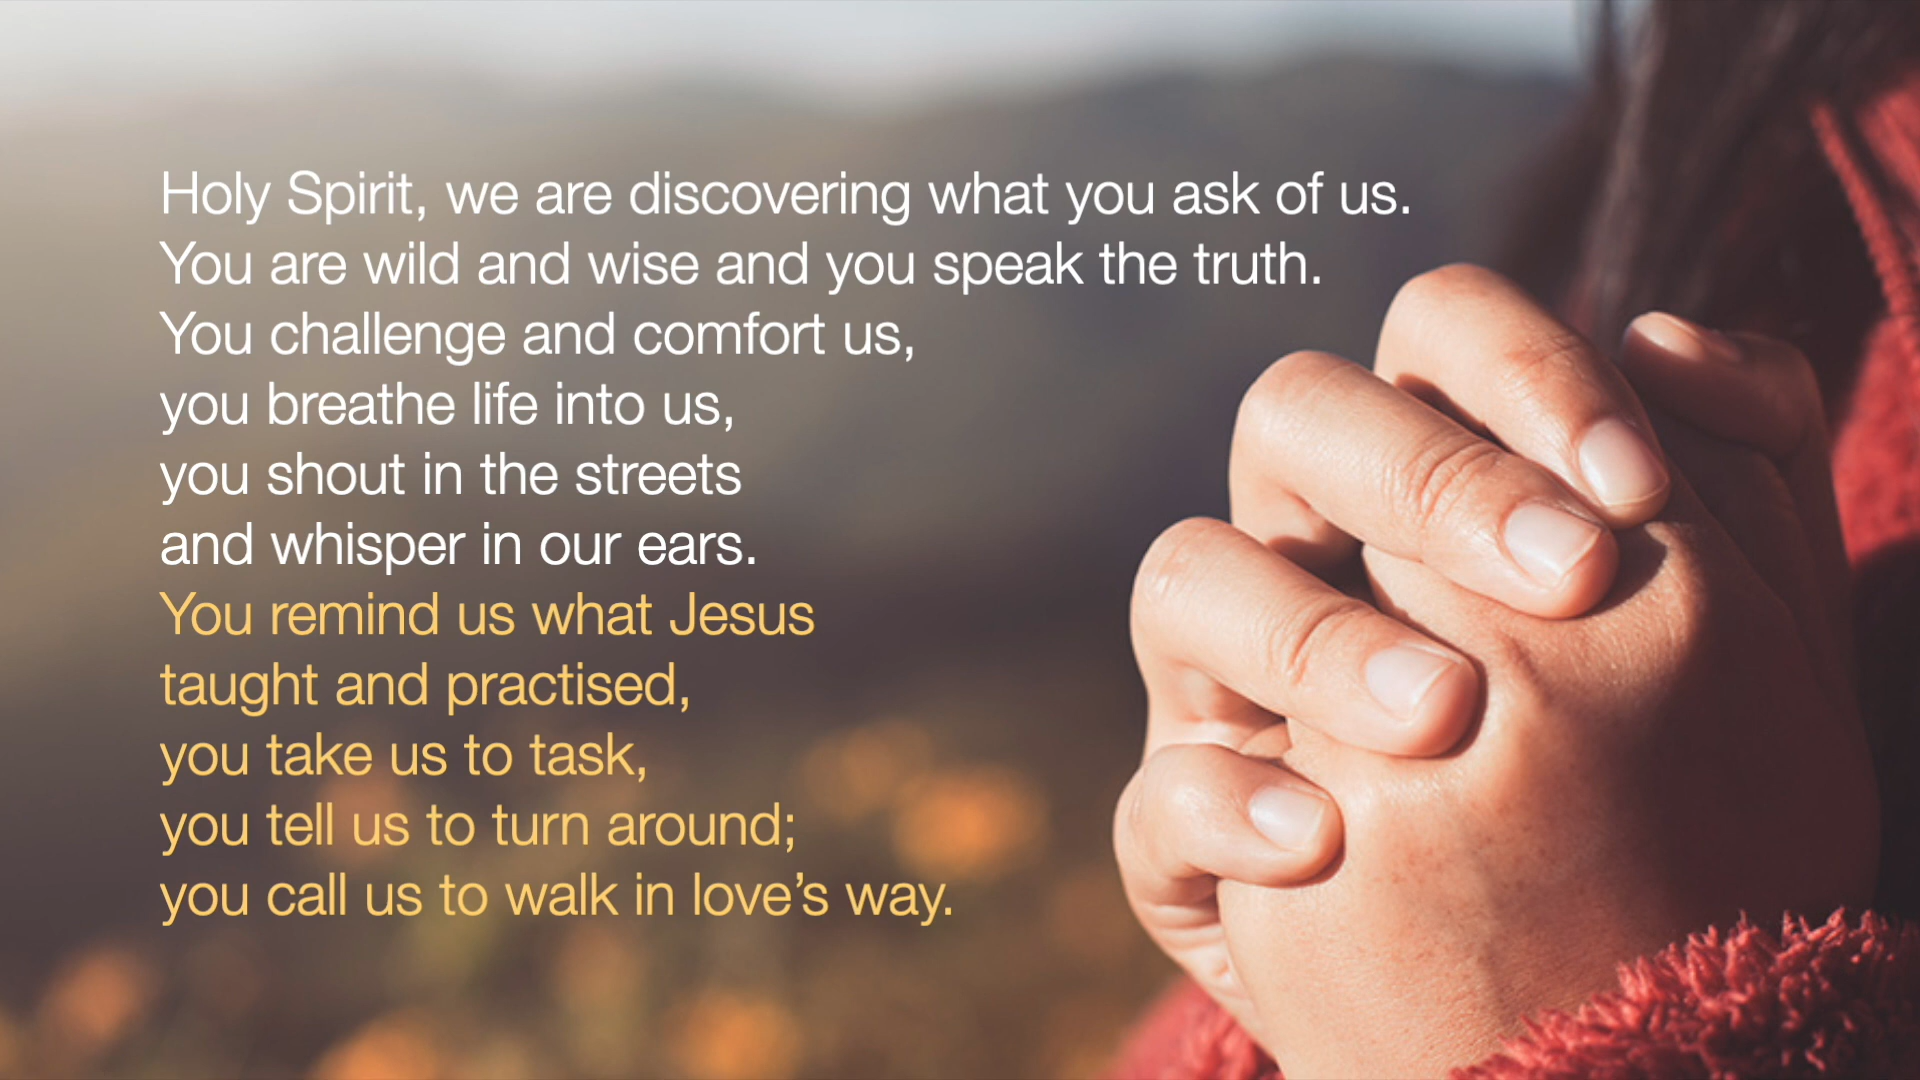 Holy Spirit, we are discovering what you ask of us.
You are wild and wise and you speak the truth.
You challenge and comfort us,
you breathe life into us,
you shout in the streets
and whisper in our ears.
You remind us what Jesus
taught and practised,
you take us to task,
you tell us to turn around;
you call us to walk in love’s way.